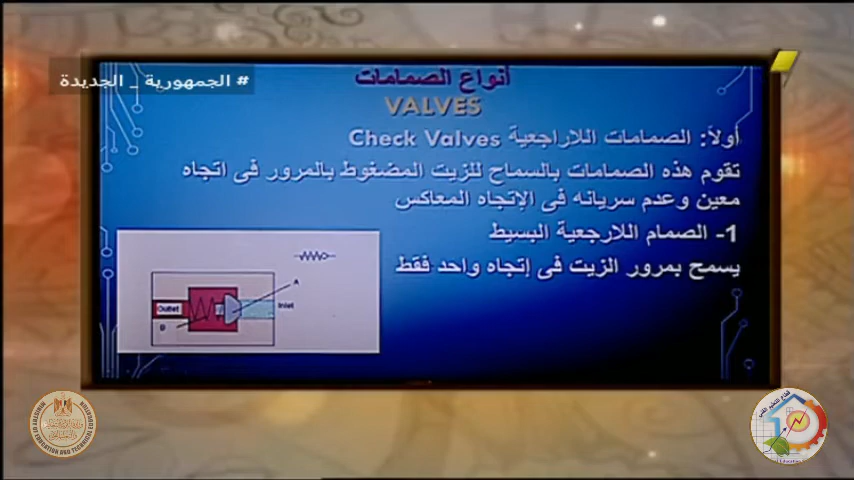 # الجمهورية _ الجديدة
أنواع الصمامات
VALVES
أولاً: الصمامات اللاراجعية Check Valves
تقوم هذه الصمامات بالسماح للزيت المضغوط بالمرور فى اتجاه
معين وعدم سريانه فى الإتجاه المعاكس
1- الصمام اللارجعية البسيط
يسمح بمرور الزيت فى إتجاه واحد فقط
A
Outlet
Inlet
B